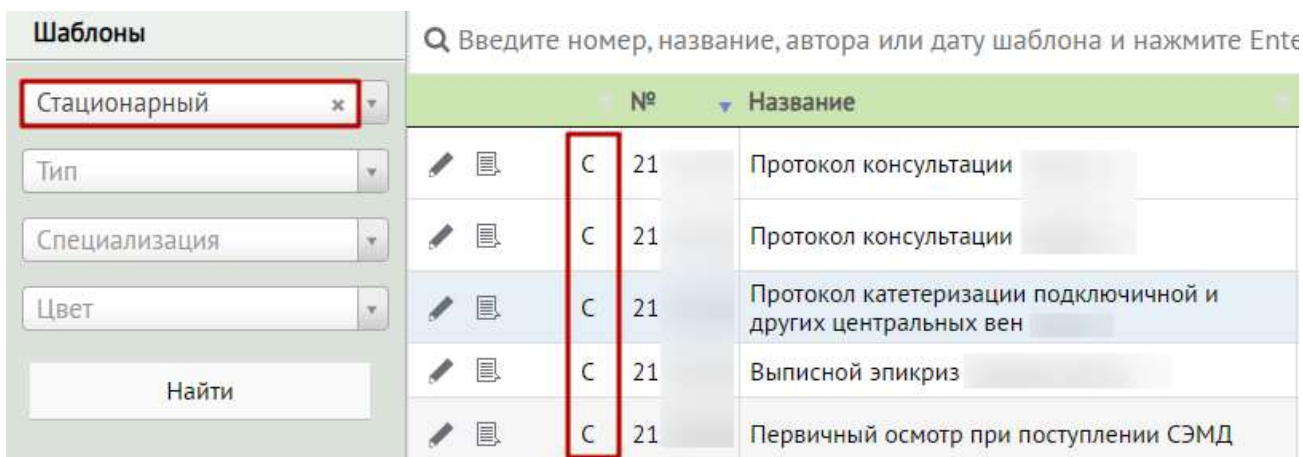 Шаблоны
Введите номер, название, автора или дату шаблона и нажмите Ente
Стационарный ×
Тип
Специализация
Цвет
Найти
№ Название
С 21 Протокол консультации
С 21 Протокол консультации
С 21 Протокол катетеризации подключичной и
других центральных вен
С 21 Выписной эпикриз
С 21 Первичный осмотр при поступлении СЭМД